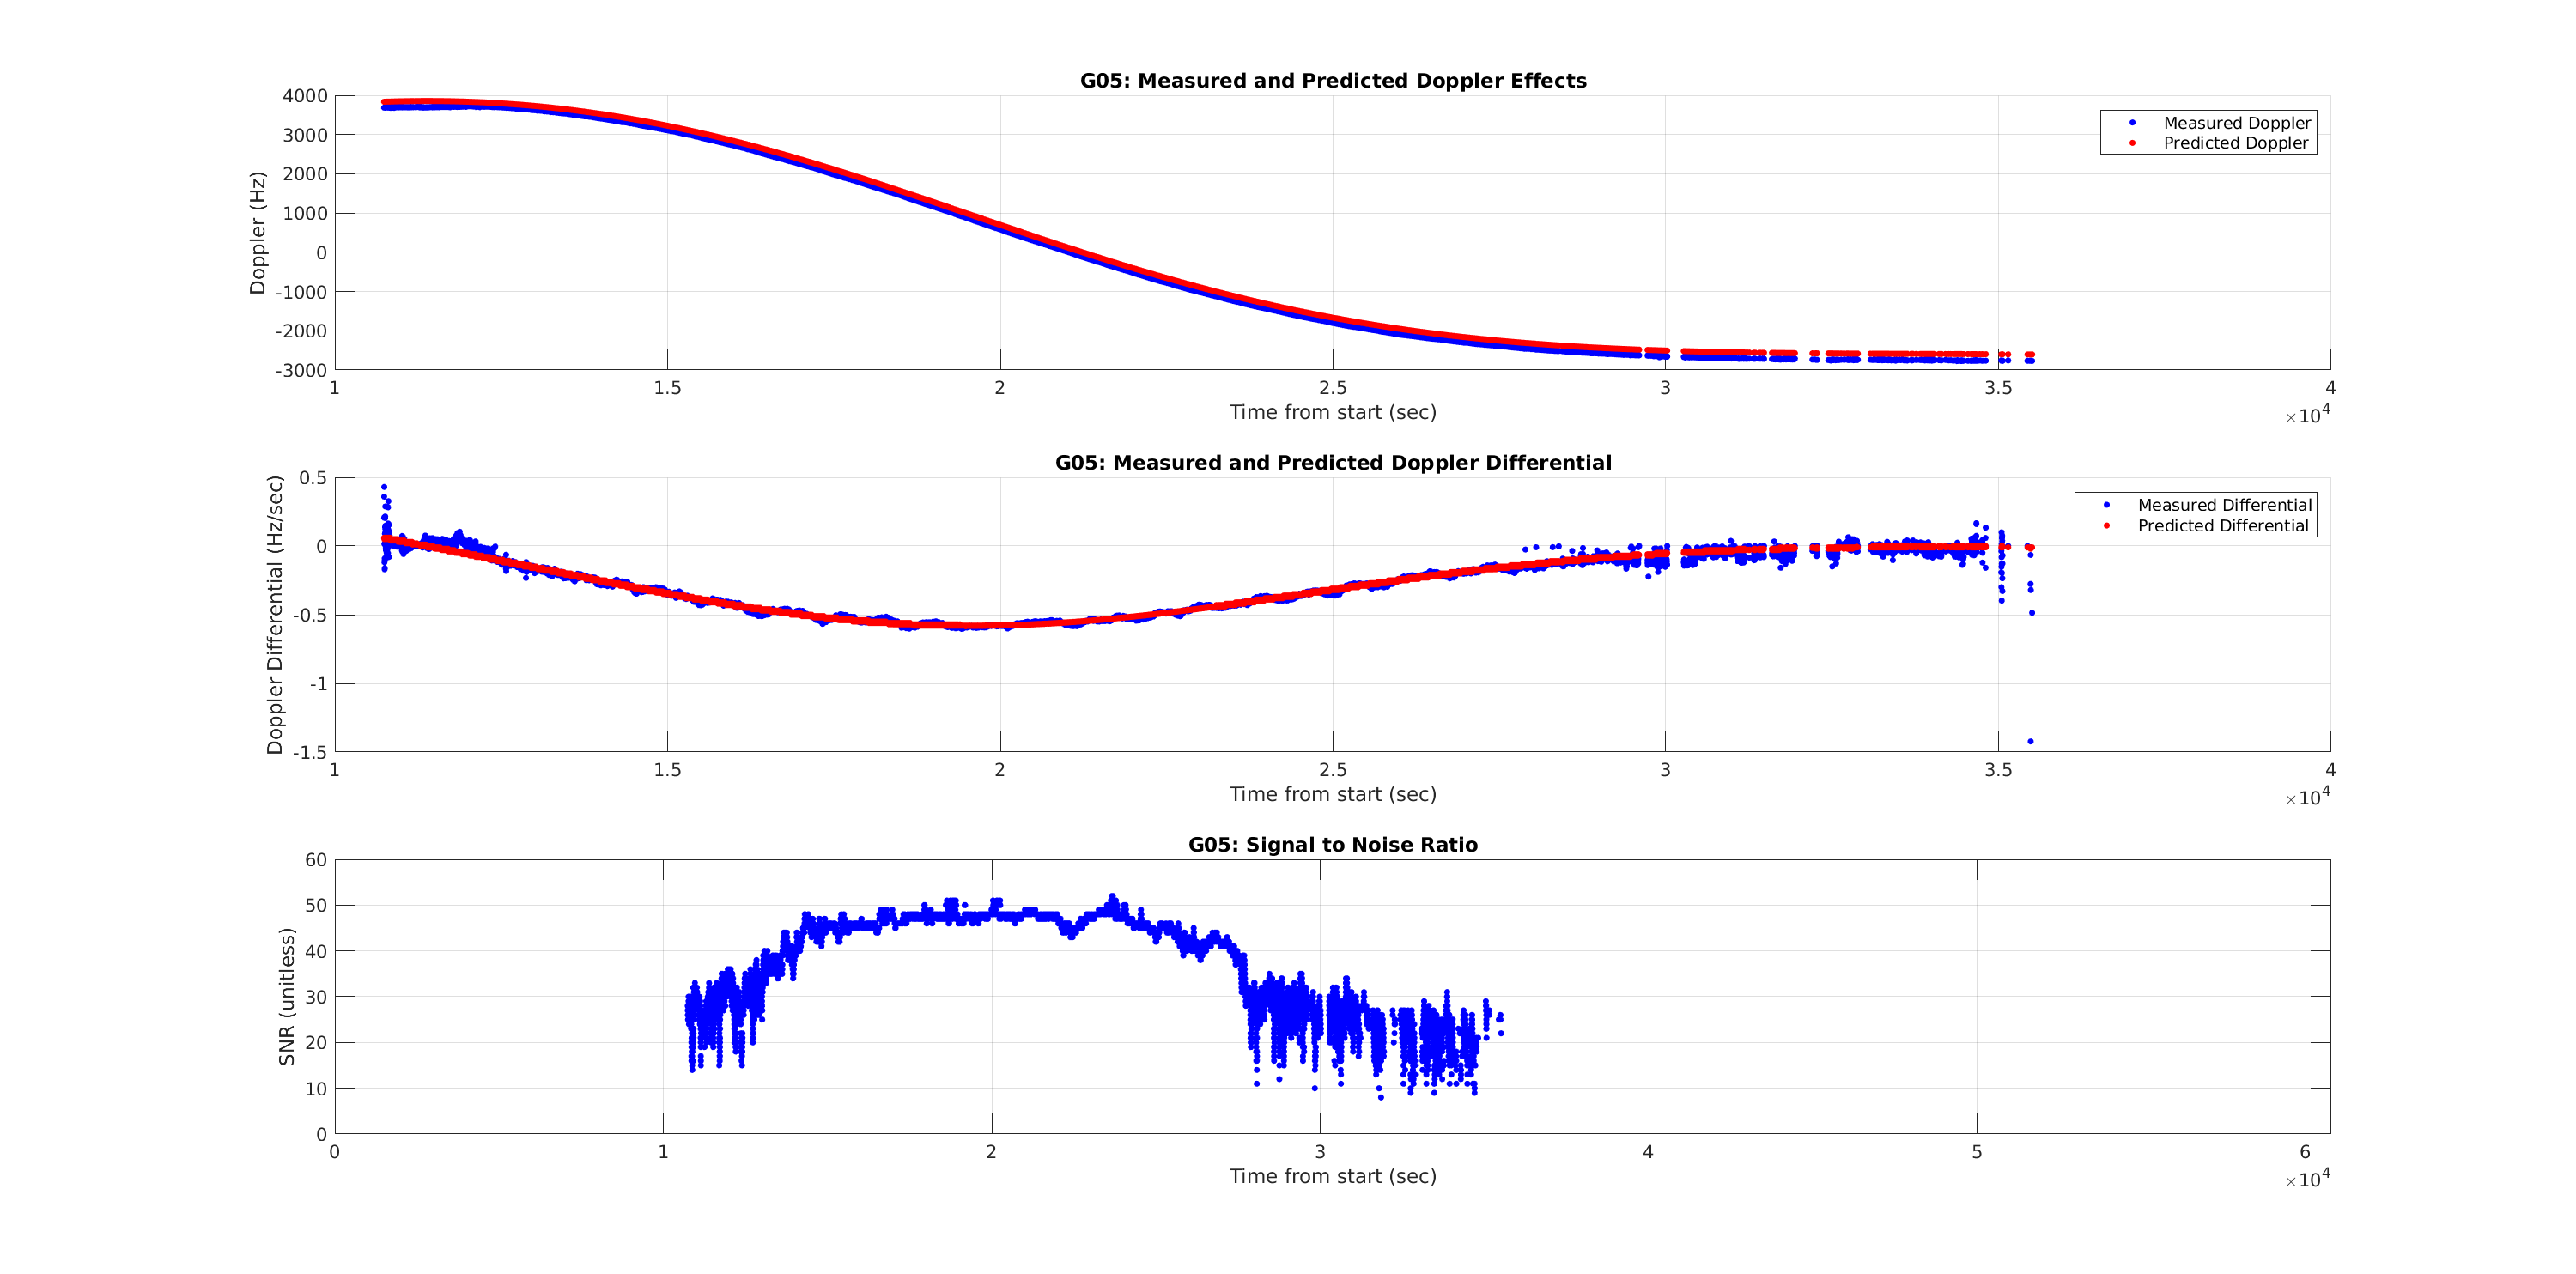 G05: Measured and Predicted Doppler Effects
Doppler (Hz)
4000
3000
2000
1000
0
-1000
-2000
-3000
Measured Doppler
Predicted Doppler
1 1.5 2 2.5 3 3.5 4
Time from start (sec)
×10^4
G05: Measured and Predicted Doppler Differential
Doppler Differential (Hz/sec)
0.5
0
-0.5
-1
-1.5
Measured Differential
Predicted Differential
1 1.5 2 2.5 3 3.5 4
Time from start (sec)
×10^4
G05: Signal to Noise Ratio
SNR (unitless)
60
50
40
30
20
10
0
0 1 2 3 4 5 6
Time from start (sec)
×10^4